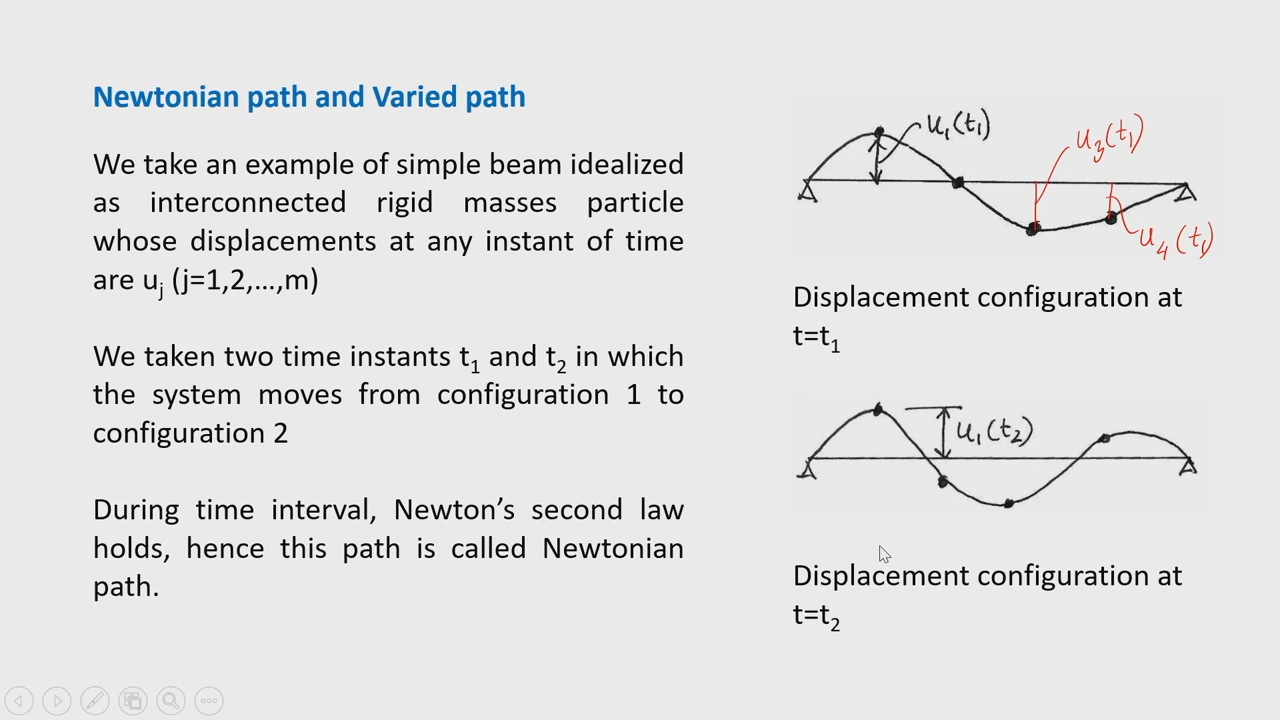 Newtonian path and Varied path
We take an example of simple beam idealized
as interconnected rigid masses particle
whose displacements at any instant of time
are uj (j=1,2,...,m)
We taken two time instants t1 and t2 in which
the system moves from configuration 1 to
configuration 2
During time interval, Newton’s second law
holds, hence this path is called Newtonian
path.
u1(t1)
u3(t1)
u4(t1)
Displacement configuration at
t=t1
u1(t2)
Displacement configuration at
t=t2